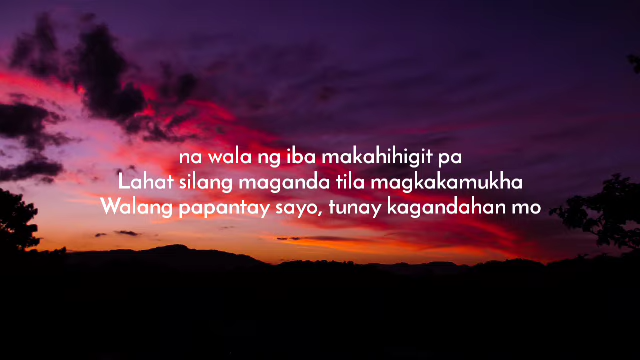 na wala ng iba makahihigit pa
Lahat silang maganda tila magkakamukha
Walang papantay sayo, tunay kagandahan mo